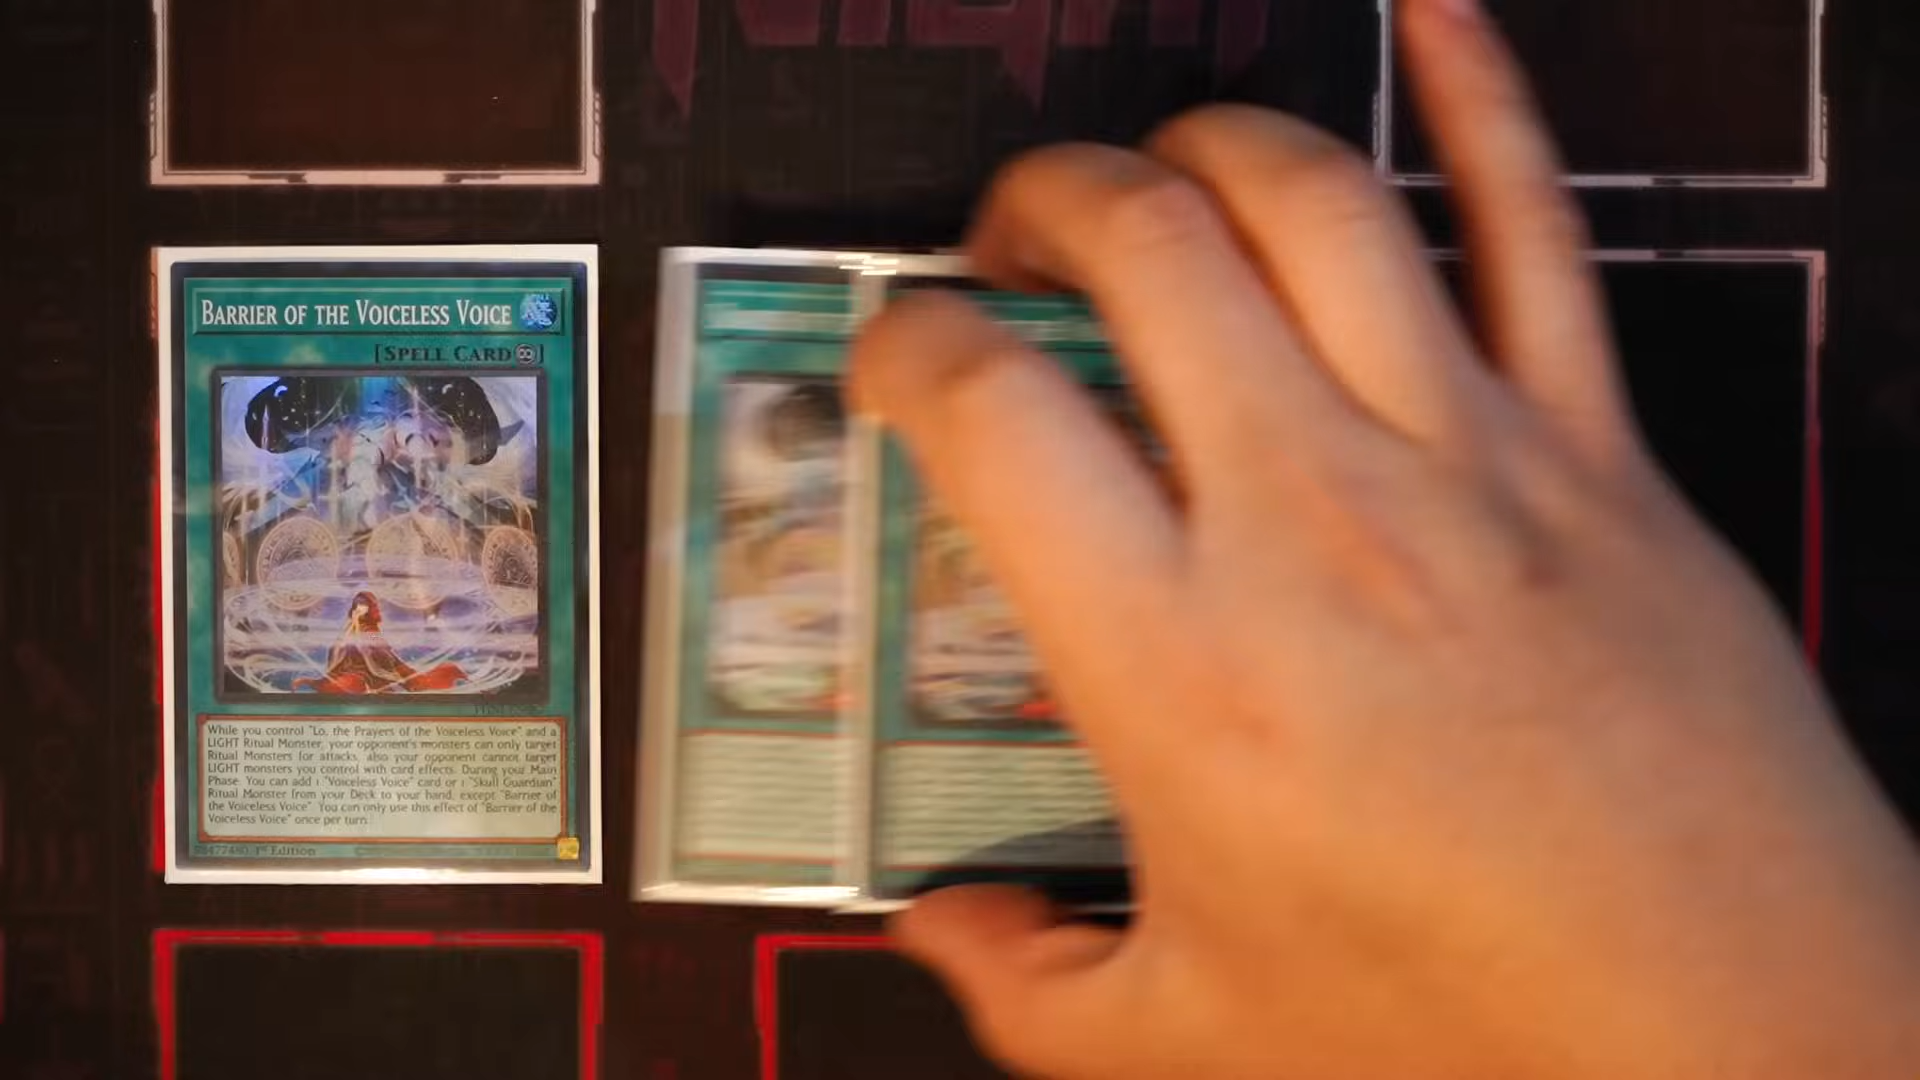 BARRIER OF THE VOICELESS VOICE
[SPELL CARD]
While you control "Lo, the Prayers of the Voiceless Voice" and a
LIGHT Ritual Monster, your opponent's monsters can only target
Ritual Monsters for attacks, also your opponent cannot target
LIGHT monsters you control with card effects. During your Main
Phase: You can add 1 "Voiceless Voice" card or 1 "Skull Guardian"
Ritual Monster from your Deck to your hand, except "Barrier of
the Voiceless Voice". You can only use this effect of "Barrier of the
Voiceless Voice" once per turn.
1st Edition